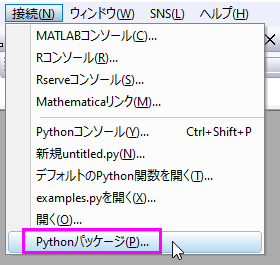 接続(N) ウィンドウ(W) SNS(L) ヘルプ(H)
MATLABコンソール(C)...
Rコンソール(R)...
Rserveコンソール(S)...
Mathematicaリンク(M)...
Pythonコンソール(Y)... Ctrl+Shift+P
新規untitled.py(N)...
デフォルトのPython関数を開く(T)...
examples.pyを開く(X)...
開く(O)...
Pythonパッケージ(P)...